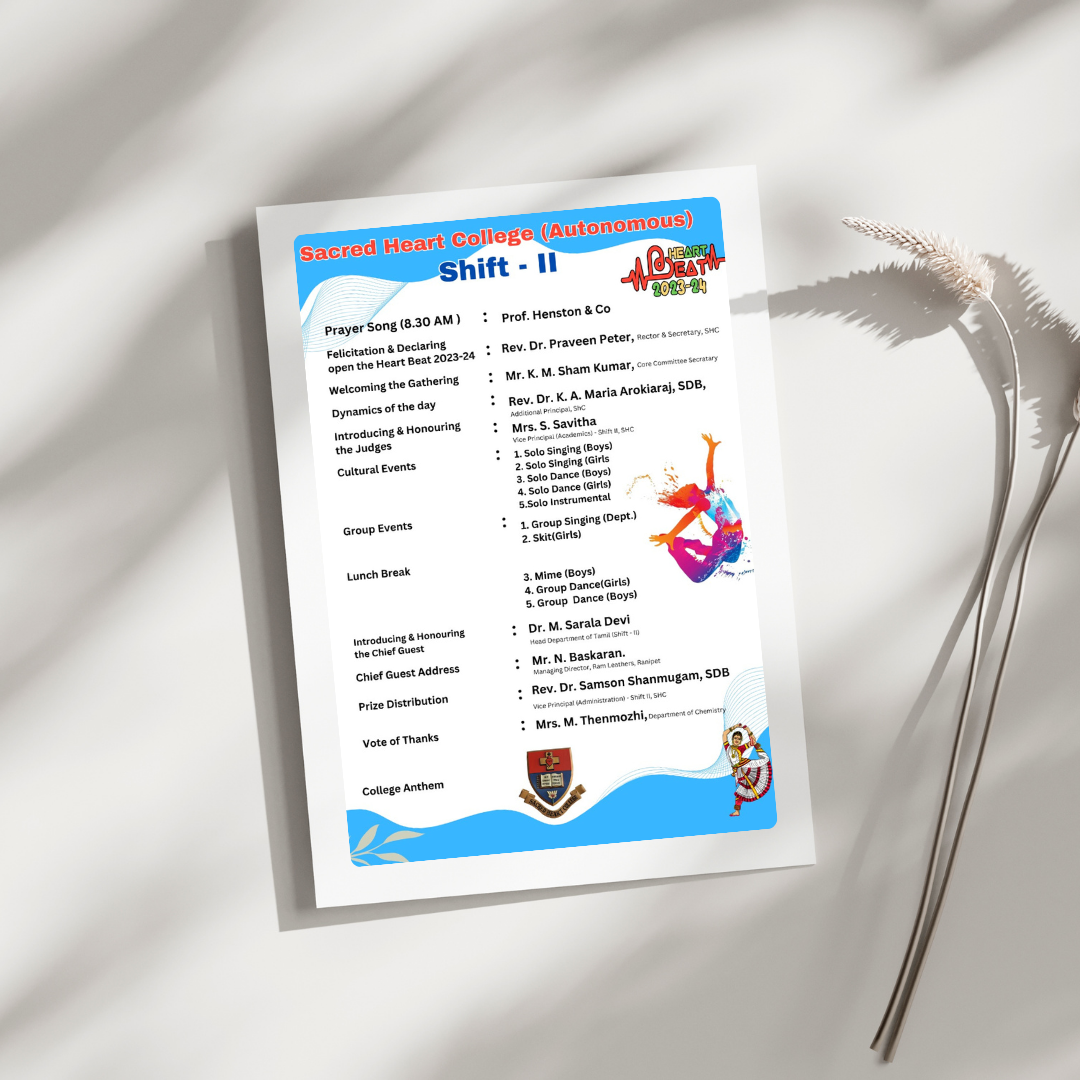 Sacred Heart College (Autonomous)
Shift - II
HEART
BEAT
2023-24
Prayer Song (8.30 AM ) : Prof. Henston & Co
Felicitation & Declaring
open the Heart Beat 2023-24 : Rev. Dr. Praveen Peter, Rector & Secretary, SHC
Welcoming the Gathering : Mr. K. M. Sham Kumar, Core Committee Secratary
Dynamics of the day : Rev. Dr. K. A. Maria Arokiaraj, SDB,
Additional Principal, ShC
Introducing & Honouring
the Judges : Mrs. S. Savitha
Vice Principal (Academics) - Shift II, SHC
Cultural Events : 1. Solo Singing (Boys)
2. Solo Singing (Girls
3. Solo Dance (Boys)
4. Solo Dance (Girls)
5.Solo Instrumental
Group Events : 1. Group Singing (Dept.)
2. Skit(Girls)
Lunch Break
3. Mime (Boys)
4. Group Dance(Girls)
5. Group Dance (Boys)
Introducing & Honouring
the Chief Guest : Dr. M. Sarala Devi
Head Department of Tamil (Shift - II)
Chief Guest Address : Mr. N. Baskaran.
Managing Director, Ram Leathers, Ranipet
Prize Distribution : Rev. Dr. Samson Shanmugam, SDB
Vice Principal (Administration) - Shift II, SHC
Vote of Thanks : Mrs. M. Thenmozhi, Department of Chemistry
College Anthem
SACRED HEART COLLEGE